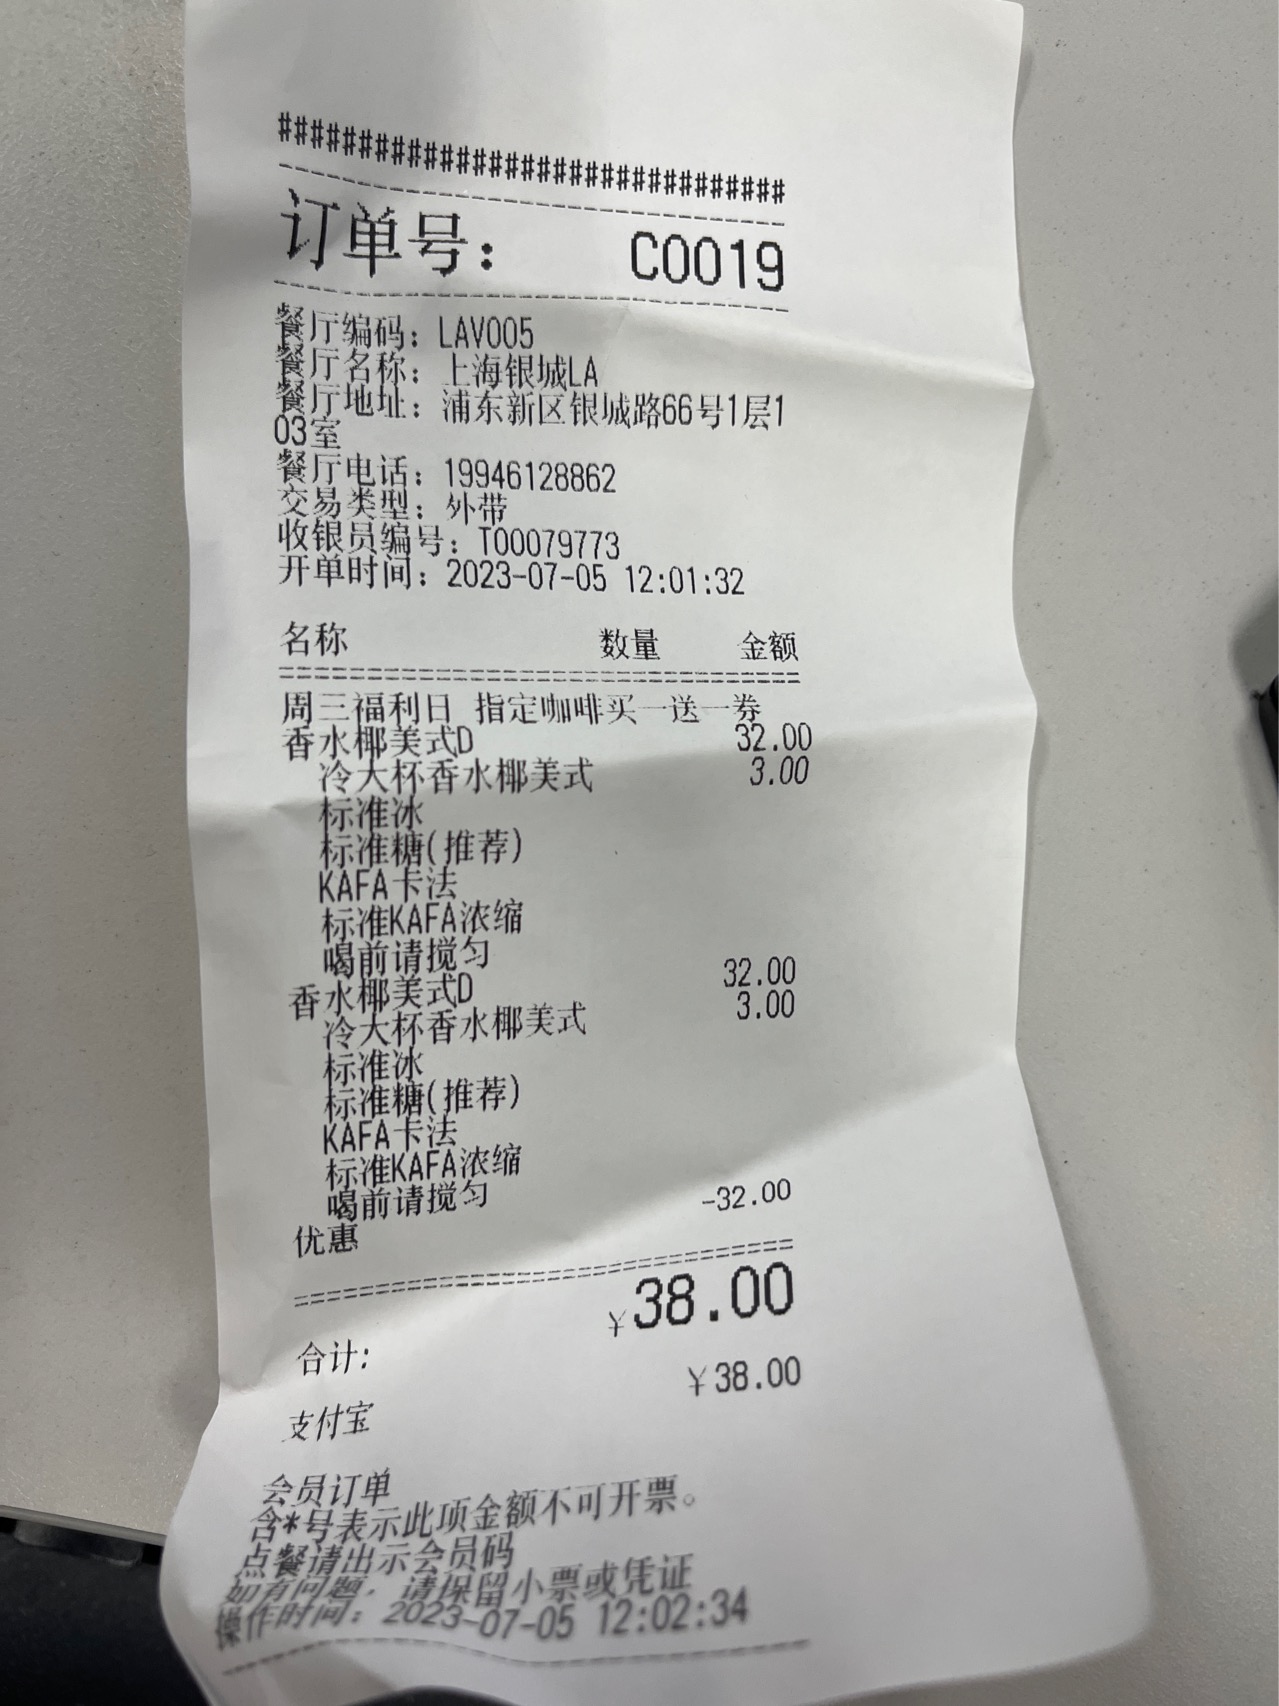 ################################
订单号： C0019
餐厅编码：LAV005
餐厅名称：上海银城LA
餐厅地址：浦东新区银城路66号1层1
03室
餐厅电话：19946128862
交易类型：外带
收银员编号：T00079773
开单时间：2023-07-05 12:01:32
名称 数量 金额
周三福利日 指定咖啡买一送一券
香水椰美式D 32.00
冷大杯香水椰美式 3.00
标准冰
标准糖(推荐)
KAFA卡法
标准KAFA浓缩
喝前请搅匀
香水椰美式D 32.00
冷大杯香水椰美式 3.00
标准冰
标准糖(推荐)
KAFA卡法
标准KAFA浓缩
喝前请搅匀
优惠 -32.00
合计: ¥38.00
支付宝 ¥38.00
会员订单
含*号表示此项金额不可开票。
点餐请出示会员码
如有问题，请保留小票或凭证
操作时间：2023-07-05 12:02:34